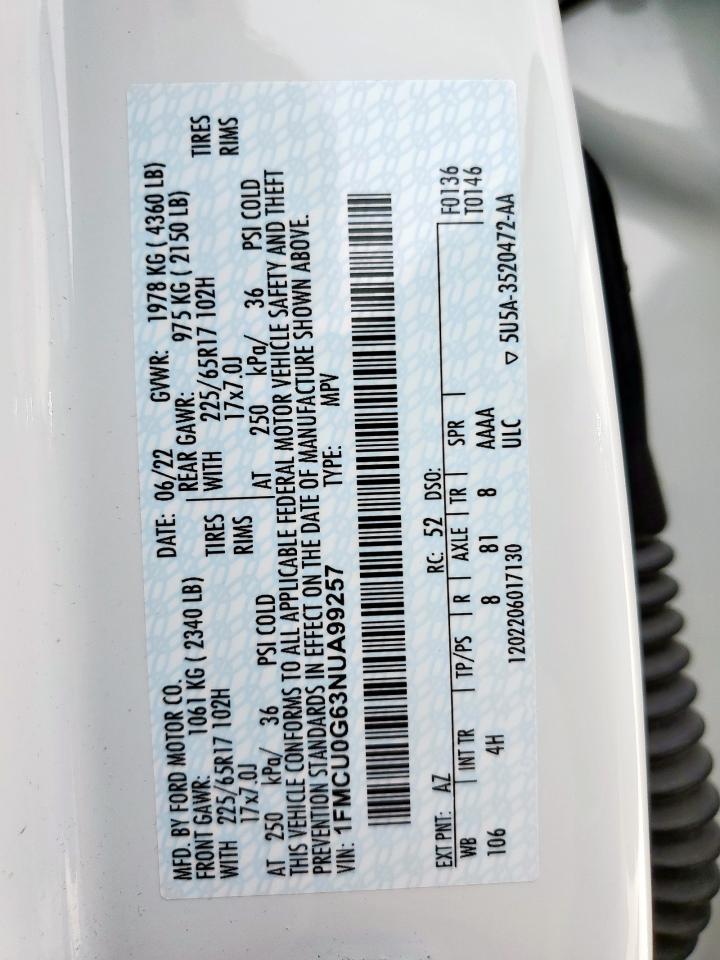 MFD. BY FORD MOTOR CO. DATE: 06/22 GVWR: 1978 KG ( 4360 LB)
FRONT GAWR: 1061 KG ( 2340 LB) REAR GAWR: 975 KG ( 2150 LB)
WITH 225/65R17 102H TIRES WITH 225/65R17 102H TIRES
17x7.0J RIMS 17x7.0J RIMS
AT 250 kPa/ 36 PSI COLD AT 250 kPa/ 36 PSI COLD
THIS VEHICLE CONFORMS TO ALL APPLICABLE FEDERAL MOTOR VEHICLE SAFETY AND THEFT
PREVENTION STANDARDS IN EFFECT ON THE DATE OF MANUFACTURE SHOWN ABOVE.
VIN: 1FMCU0G63NUA99257 TYPE: MPV
EXT PNT: AZ RC: 52 DSO: F0136
WB INT TR TP/PS R AXLE TR SPR T0146
106 4H 8 81 8 AAAA
1202206017130 ULC ▽ 5U5A-3520472-AA